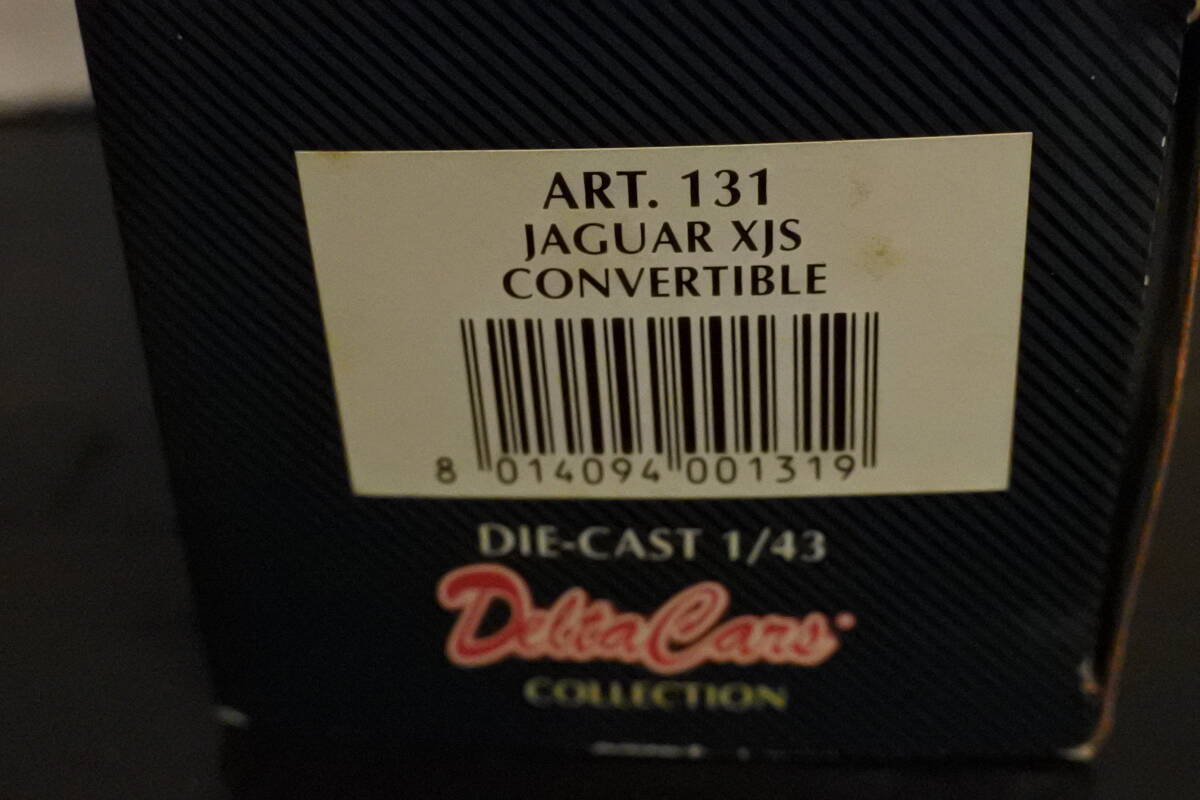 ART. 131
JAGUAR XJS
CONVERTIBLE
8 014094 001319
DIE-CAST 1/43
DeltaCars
COLLECTION